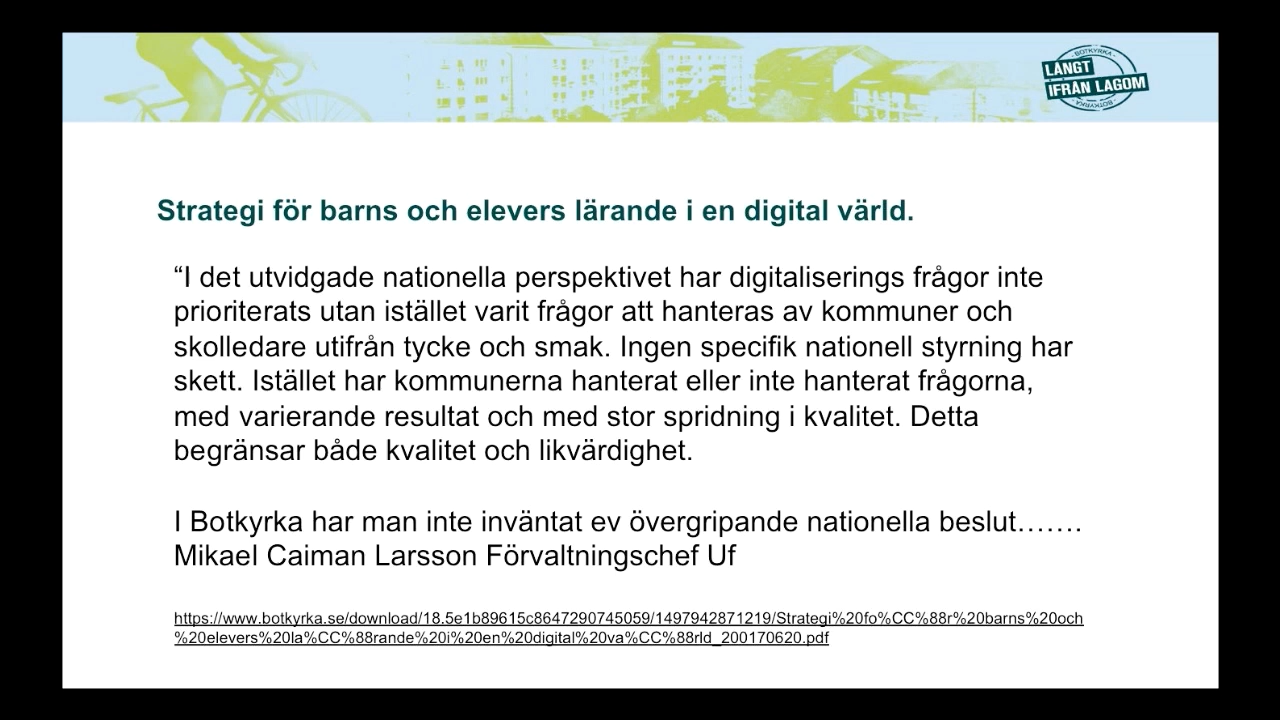 BOTKYRKA
LÅNGT
IFRÅN LAGOM
BOTKYRKA
Strategi för barns och elevers lärande i en digital värld.
“I det utvidgade nationella perspektivet har digitaliserings frågor inte
prioriterats utan istället varit frågor att hanteras av kommuner och
skolledare utifrån tycke och smak. Ingen specifik nationell styrning har
skett. Istället har kommunerna hanterat eller inte hanterat frågorna,
med varierande resultat och med stor spridning i kvalitet. Detta
begränsar både kvalitet och likvärdighet.
I Botkyrka har man inte inväntat ev övergripande nationella beslut.......
Mikael Caiman Larsson Förvaltningschef Uf
https://www.botkyrka.se/download/18.5e1b89615c8647290745059/1497942871219/Strategi%20fo%CC%88r%20barns%20och
%20elevers%20la%CC%88rande%20i%20en%20digital%20va%CC%88rld_200170620.pdf